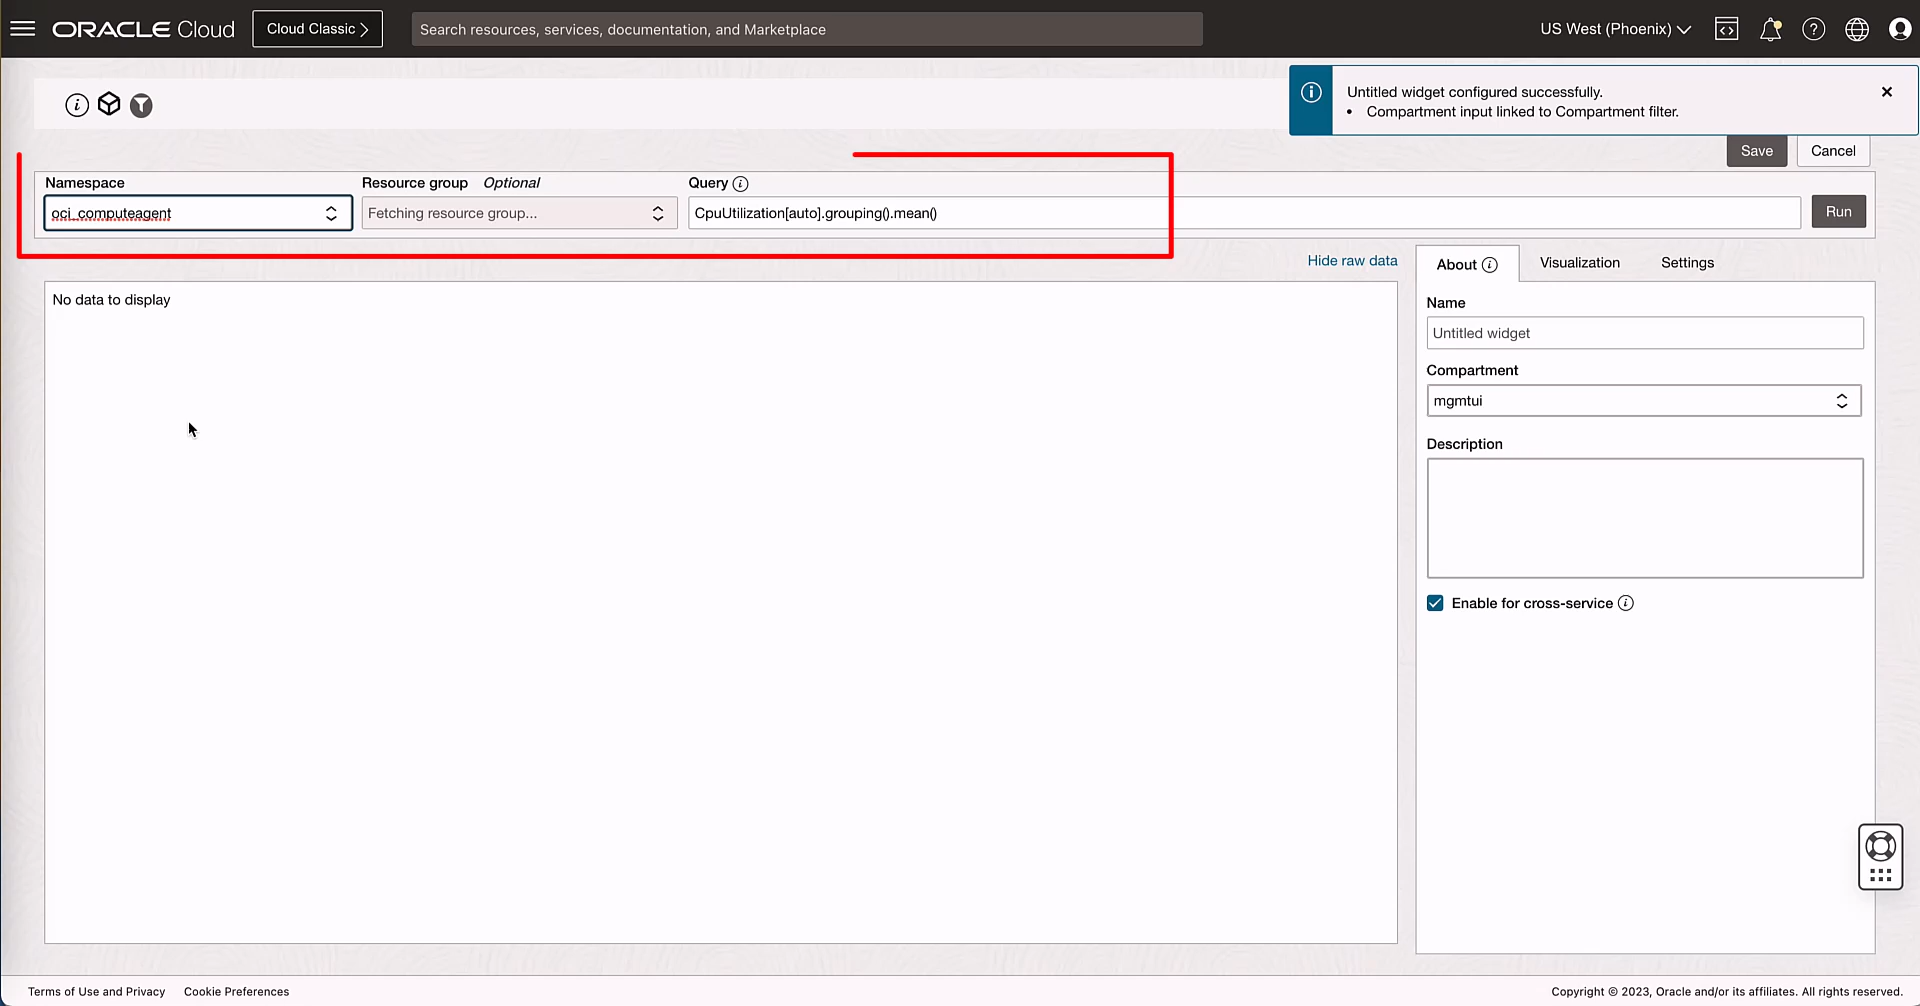 ORACLE Cloud
Cloud Classic
Search resources, services, documentation, and Marketplace
US West (Phoenix)
Untitled widget configured successfully.
• Compartment input linked to Compartment filter.
Save
Cancel
Namespace
Resource group Optional
Query
oci_computeagent
Fetching resource group...
CpuUtilization[auto].grouping().mean()
Run
Hide raw data
No data to display
About
Visualization
Settings
Name
Untitled widget
Compartment
mgmtui
Description
Enable for cross-service
Terms of Use and Privacy
Cookie Preferences
Copyright © 2023, Oracle and/or its affiliates. All rights reserved.